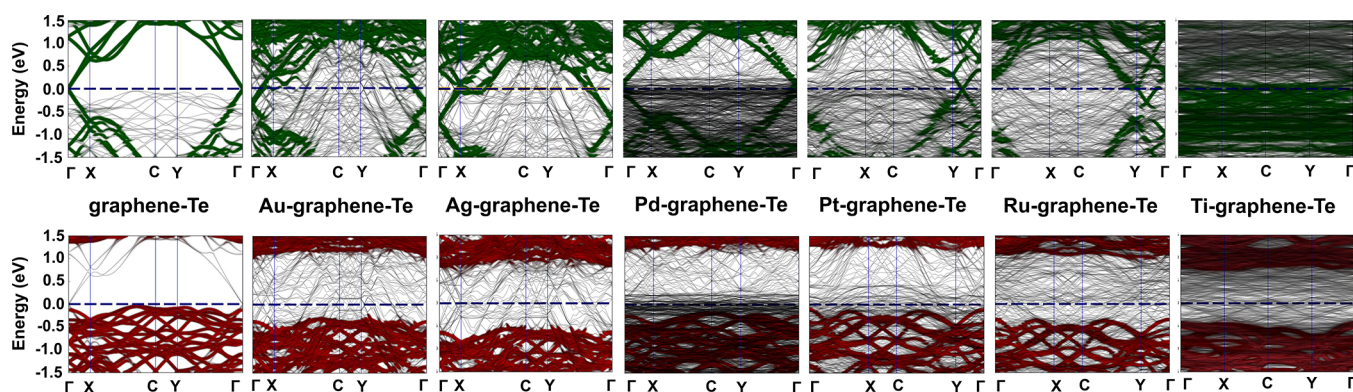 Energy (eV)
1.5
1.0
0.5
0.0
-0.5
-1.0
-1.5
Γ X C Y Γ
Γ X C Y Γ
Γ X C Y Γ
Γ X C Y Γ
Γ X C Y Γ
Γ X C Y Γ
Γ X C Y Γ
graphene-Te Au-graphene-Te Ag-graphene-Te Pd-graphene-Te Pt-graphene-Te Ru-graphene-Te Ti-graphene-Te
Energy (eV)
1.5
1.0
0.5
0.0
-0.5
-1.0
-1.5
Γ X C Y Γ
Γ X C Y Γ
Γ X C Y Γ
Γ X C Y Γ
Γ X C Y Γ
Γ X C Y Γ
Γ X C Y Γ